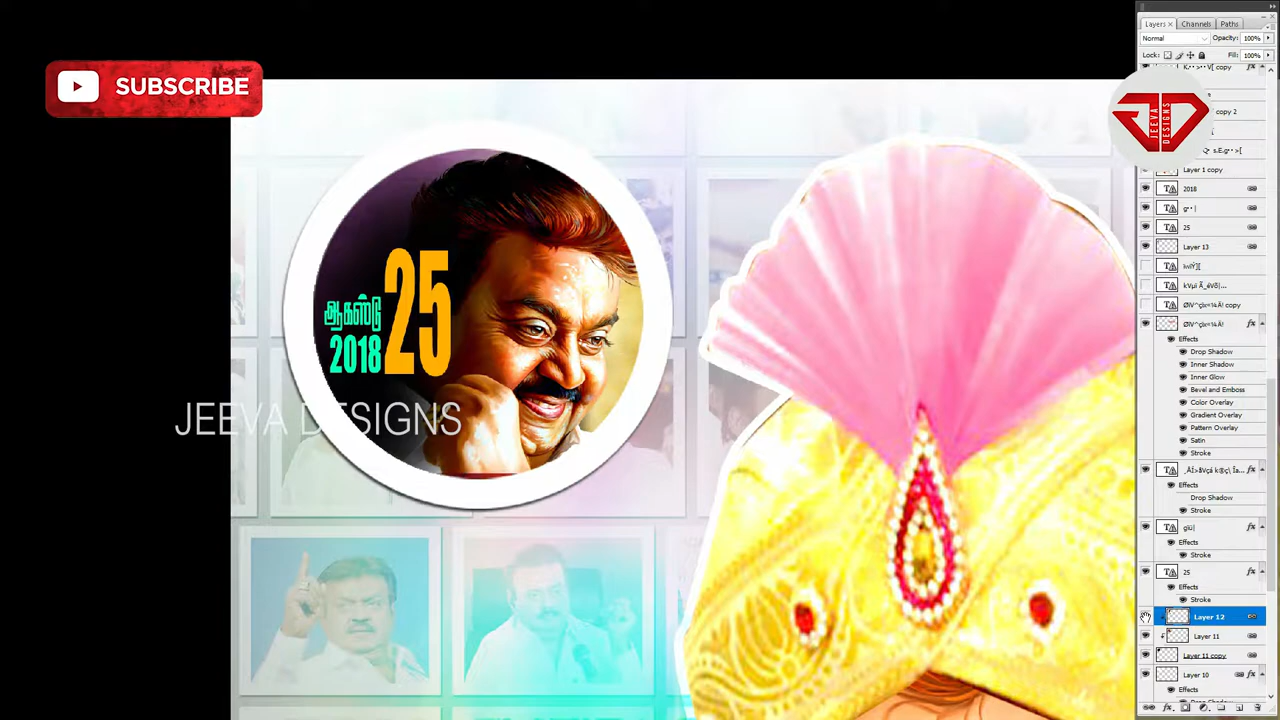 Layers × Channels Paths
Normal Opacity: 100%
Lock: Fill: 100%
copy
SUBSCRIBE
JEEVA DESIGNS
copy 2
Layer 1 copy
2018
25
Layer 13
copy
Effects
Drop Shadow
Inner Shadow
Inner Glow
Bevel and Emboss
Color Overlay
Gradient Overlay
Pattern Overlay
Satin
Stroke
Effects
Drop Shadow
Stroke
Effects
Stroke
25
Effects
Stroke
Layer 12
Layer 11
Layer 11 copy
Layer 10
Effects
25
ஆகஸ்டு
2018
JEEVA DESIGNS